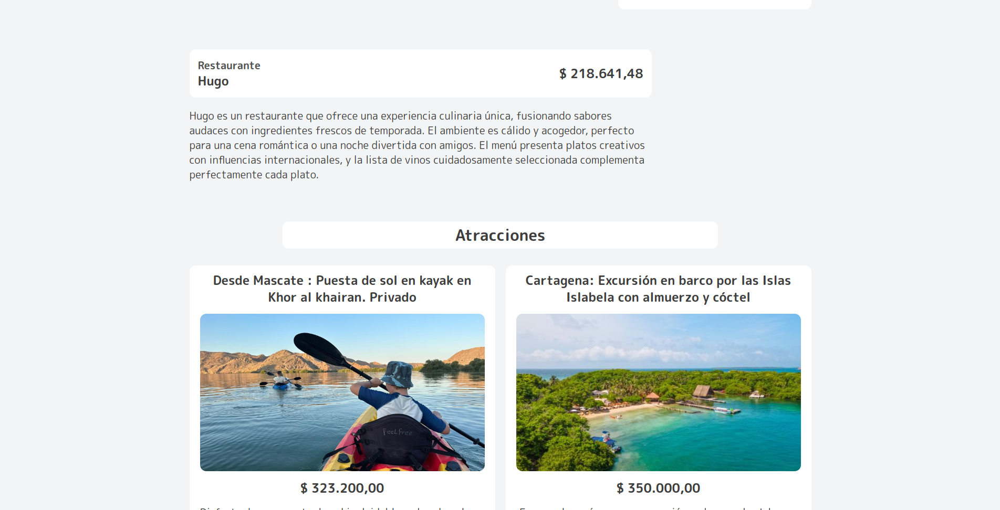 Restaurante
Hugo
$ 218.641,48
Hugo es un restaurante que ofrece una experiencia culinaria única, fusionando sabores
audaces con ingredientes frescos de temporada. El ambiente es cálido y acogedor, perfecto
para una cena romántica o una noche divertida con amigos. El menú presenta platos creativos
con influencias internacionales, y la lista de vinos cuidadosamente seleccionada complementa
perfectamente cada plato.
Atracciones
Desde Mascate : Puesta de sol en kayak en
Khor al khairan. Privado
Cartagena: Excursión en barco por las Islas
Islabela con almuerzo y cóctel
FeeLfree
$ 323.200,00
$ 350.000,00